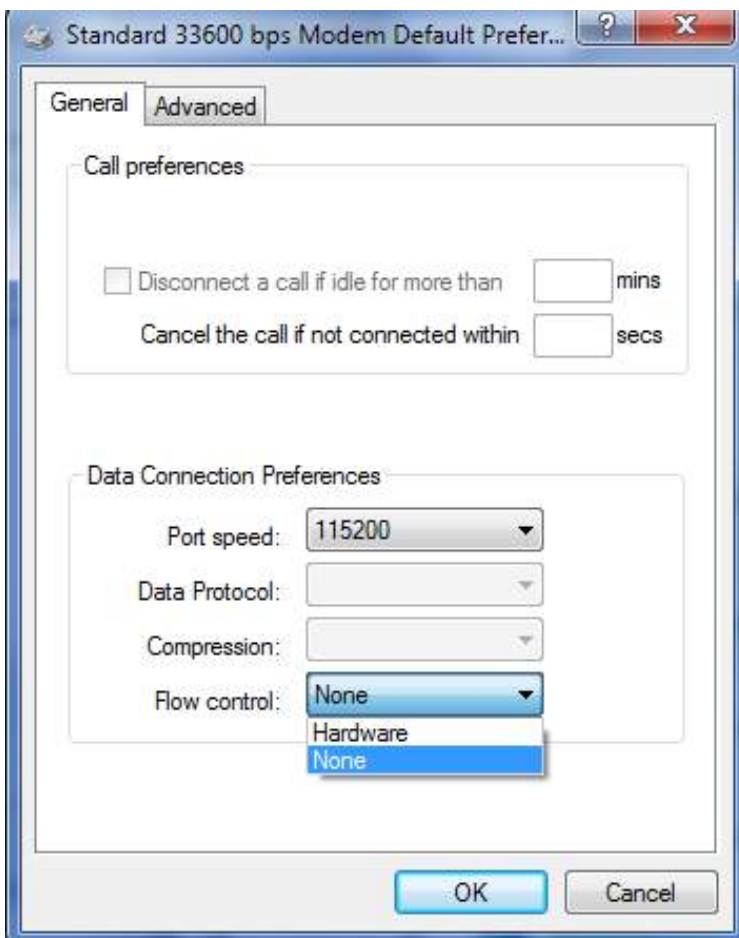 Standard 33600 bps Modem Default Prefer... ? X
General Advanced
Call preferences
Disconnect a call if idle for more than mins
Cancel the call if not connected within secs
Data Connection Preferences
Port speed: 115200
Data Protocol:
Compression:
Flow control: None
Hardware
None
OK Cancel